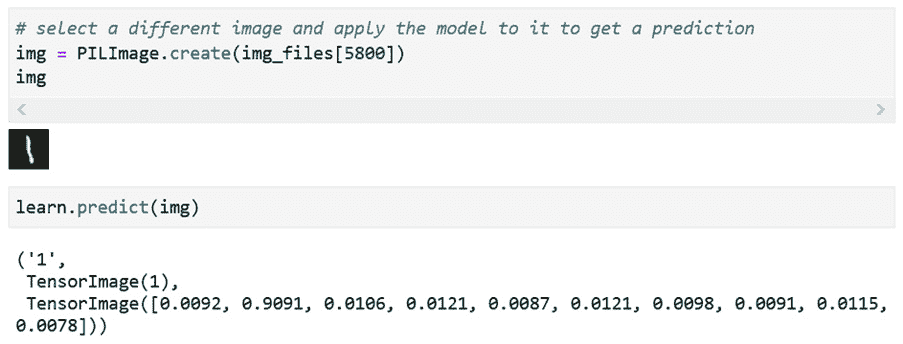 # select a different image and apply the model to it to get a prediction
img = PILImage.create(img_files[5800])
img
learn.predict(img)
('1',
TensorImage(1),
TensorImage([0.0092, 0.9091, 0.0106, 0.0121, 0.0087, 0.0121, 0.0098, 0.0091, 0.0115,
0.0078]))